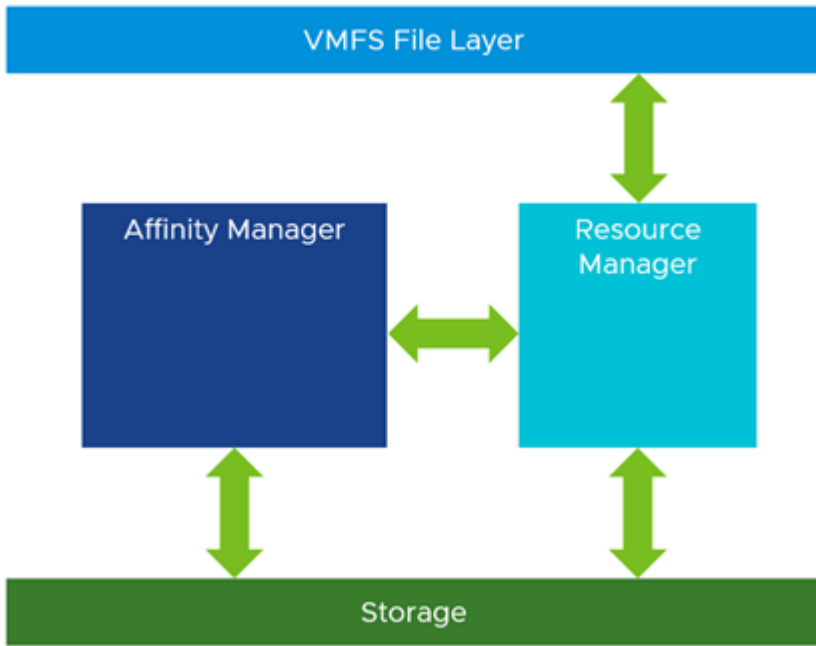 VMFS File Layer
Affinity Manager
Resource
Manager
Storage